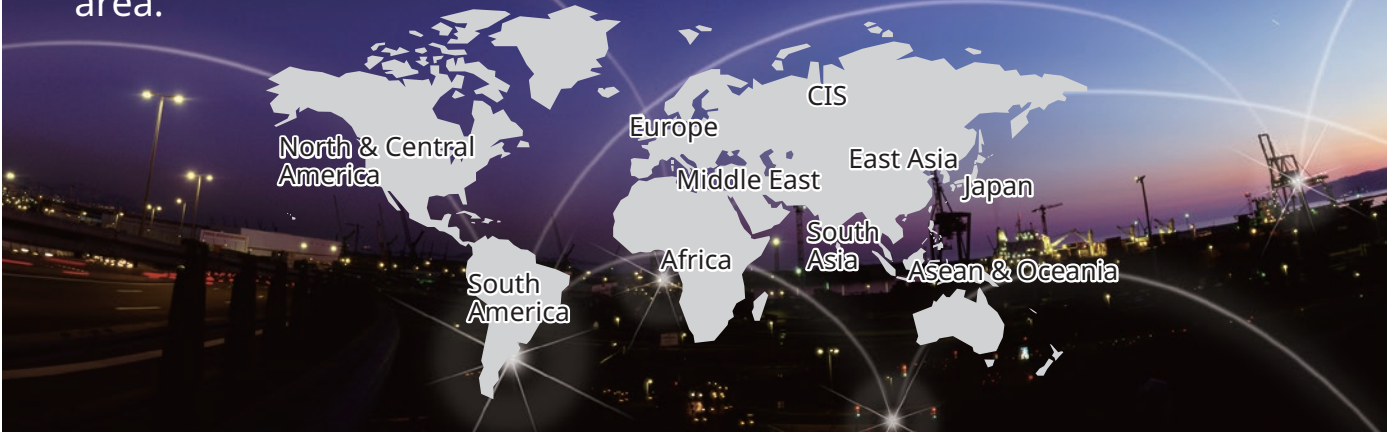 area.
CIS
Europe
North & Central
America
East Asia
Middle East
Japan
South
Asia
Africa
Asean & Oceania
South
America